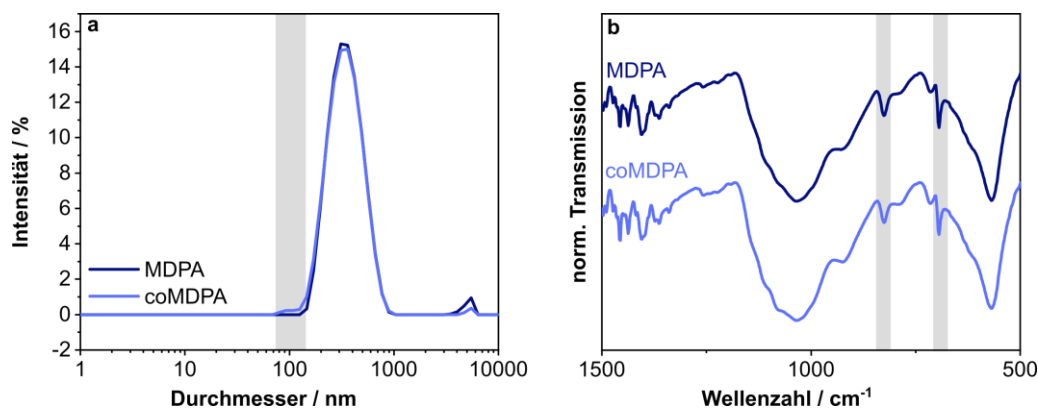 a
Intensität / %
16
14
12
10
8
6
4
2
0
-2
MDPA
coMDPA
1 10 100 1000 10000
Durchmesser / nm
b
norm. Transmission
MDPA
coMDPA
1500 1000 500
Wellenzahl / cm⁻¹